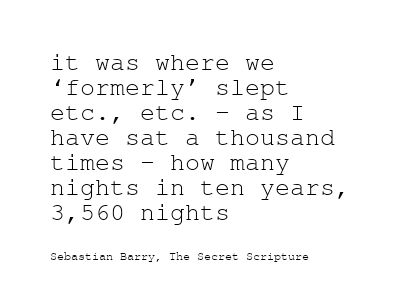 it was where we
‘formerly’ slept
etc., etc. – as I
have sat a thousand
times – how many
nights in ten years,
3,560 nights
Sebastian Barry, The Secret Scripture